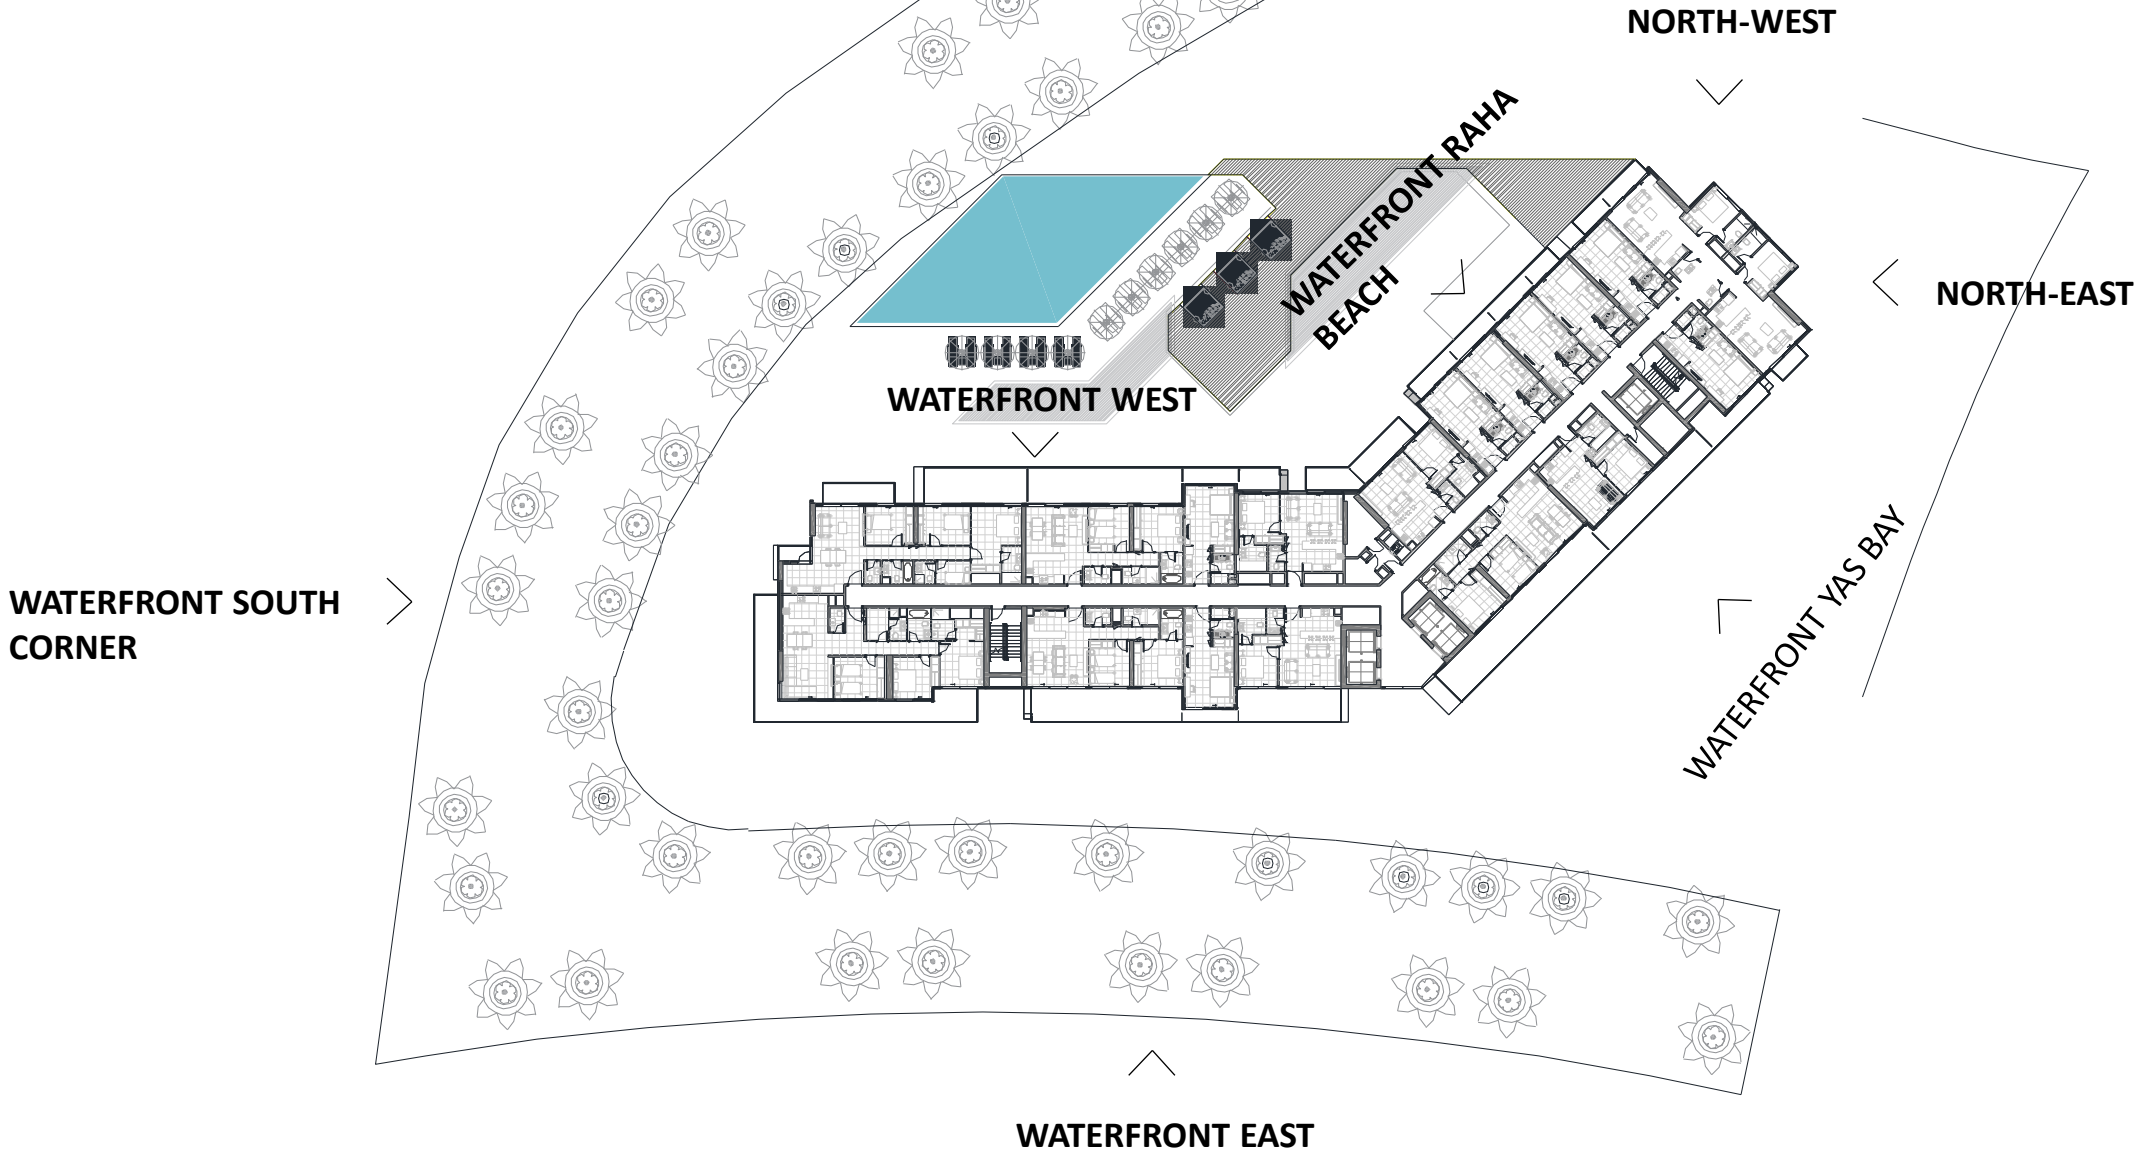 NORTH-WEST
WATERFRONT RAHA
BEACH
NORTH-EAST
WATERFRONT WEST
WATERFRONT SOUTH
CORNER
WATERFRONT YAS BAY
WATERFRONT EAST